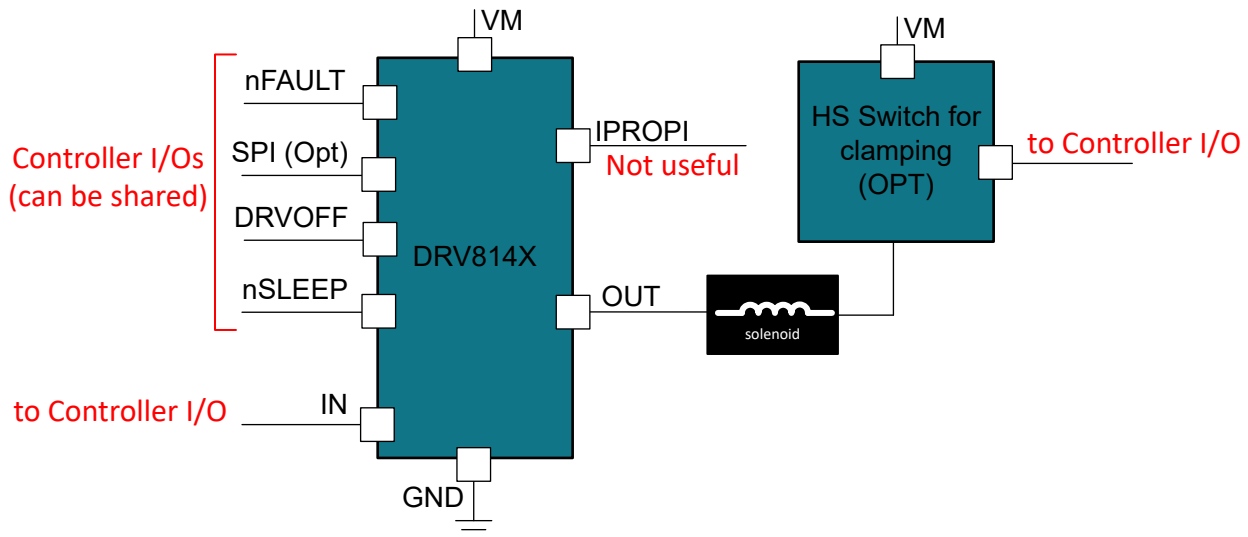 VM
nFAULT
SPI (Opt)
DRVOFF
nSLEEP
Controller I/Os
(can be shared)
IN
to Controller I/O
DRV814X
IPROPI
Not useful
OUT
GND
solenoid
VM
HS Switch for
clamping
(OPT)
to Controller I/O